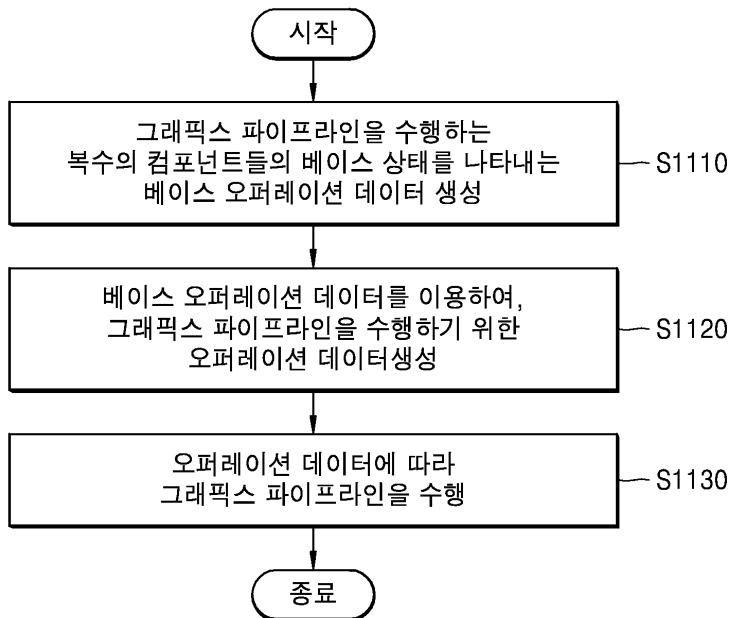 시작
그래픽스 파이프라인을 수행하는
복수의 컴포넌트들의 베이스 상태를 나타내는
베이스 오퍼레이션 데이터 생성
S1110
베이스 오퍼레이션 데이터를 이용하여,
그래픽스 파이프라인을 수행하기 위한
오퍼레이션 데이터생성
S1120
오퍼레이션 데이터에 따라
그래픽스 파이프라인을 수행
S1130
종료